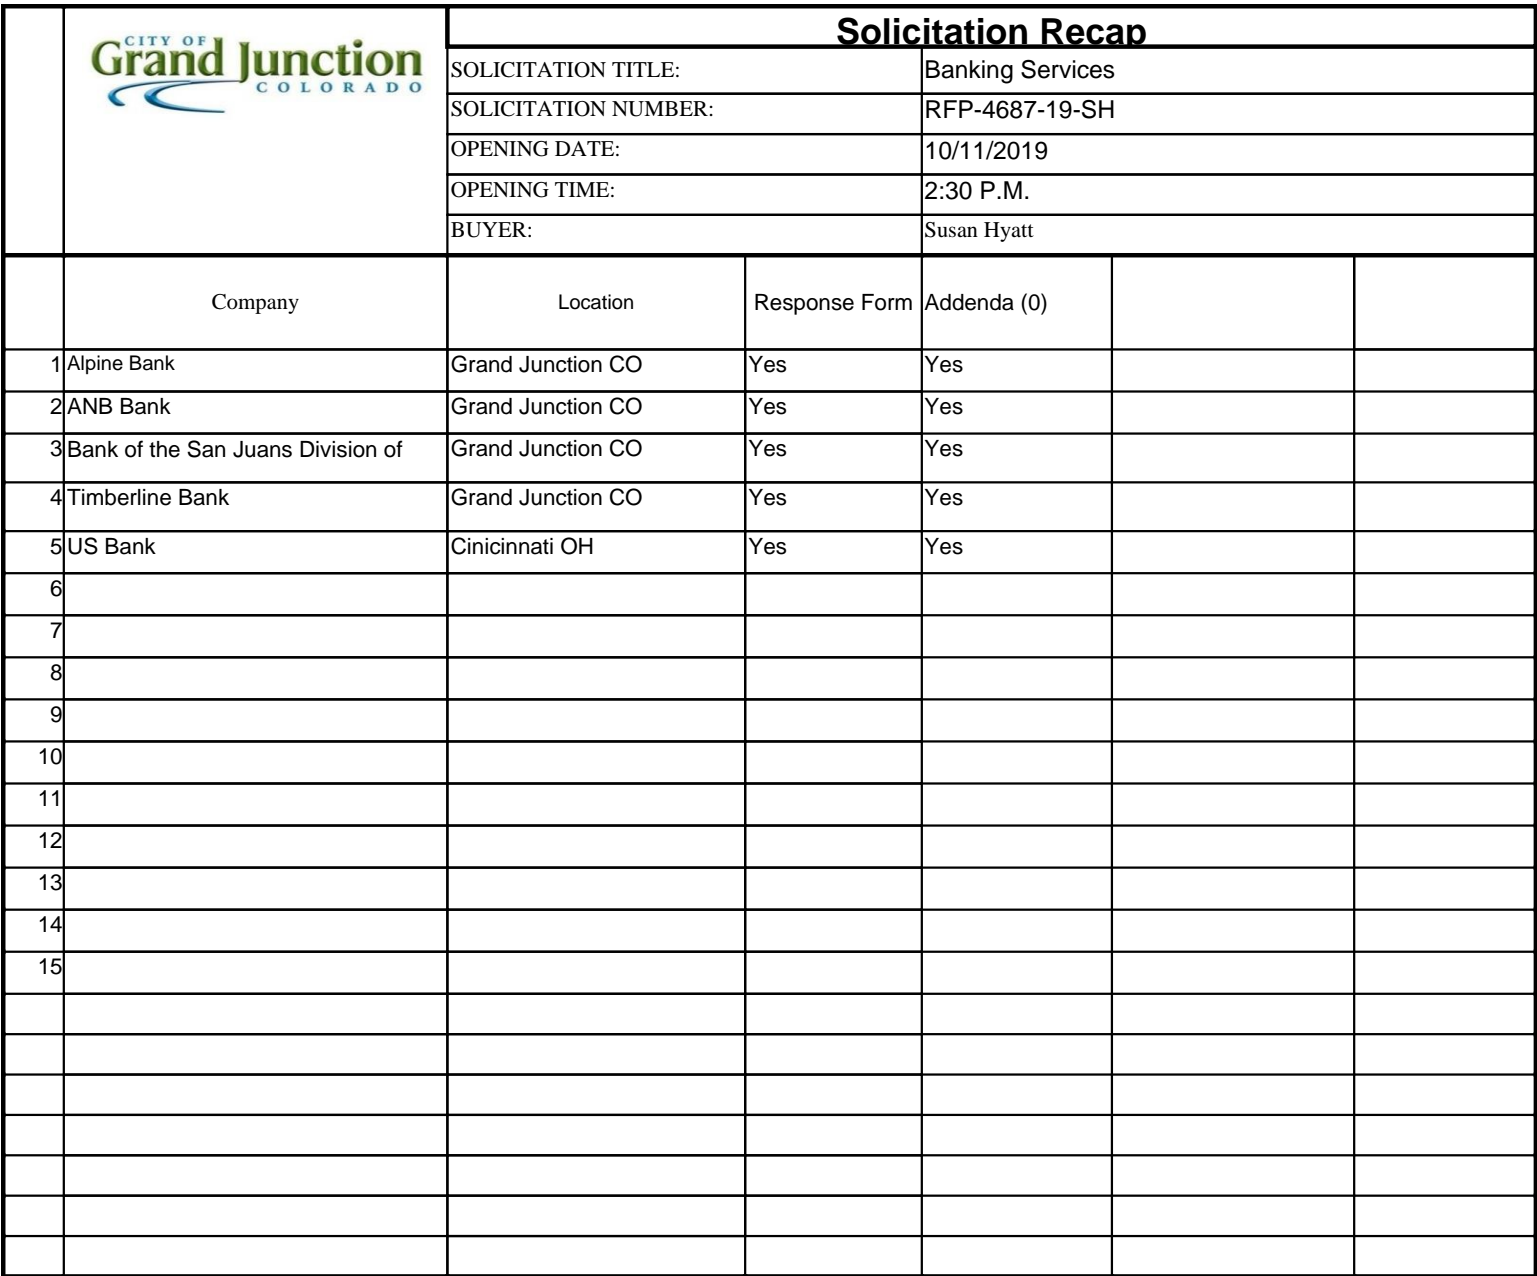 CITY OF
Grand Junction
COLORADO
Solicitation Recap
SOLICITATION TITLE: Banking Services
SOLICITATION NUMBER: RFP-4687-19-SH
OPENING DATE: 10/11/2019
OPENING TIME: 2:30 P.M.
BUYER: Susan Hyatt
Company Location Response Form Addenda (0)
1 Alpine Bank Grand Junction CO Yes Yes
2 ANB Bank Grand Junction CO Yes Yes
3 Bank of the San Juans Division of Grand Junction CO Yes Yes
4 Timberline Bank Grand Junction CO Yes Yes
5 US Bank Cinicinnati OH Yes Yes
6
7
8
9
10
11
12
13
14
15